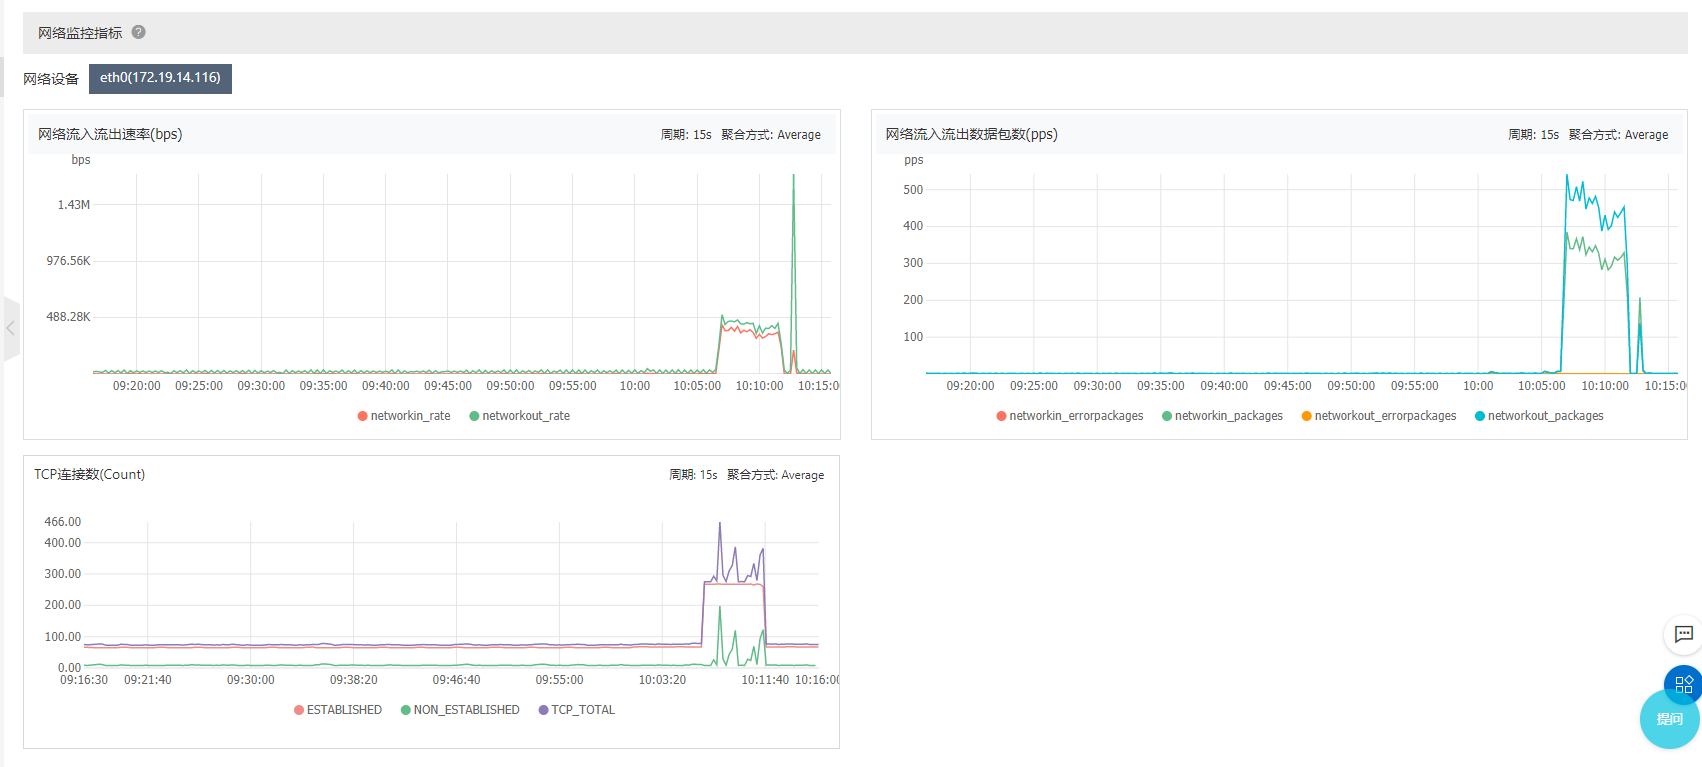 网络监控指标 ?
网络设备 eth0(172.19.14.116)
网络流入流出速率(bps) 周期: 15s 聚合方式: Average
bps
1.43M
976.56K
488.28K
09:20:00 09:25:00 09:30:00 09:35:00 09:40:00 09:45:00 09:50:00 09:55:00 10:00:00 10:05:00 10:10:00 10:15:0
networkin_rate networkout_rate
网络流入流出数据包数(pps) 周期: 15s 聚合方式: Average
pps
500
400
300
200
100
09:20:00 09:25:00 09:30:00 09:35:00 09:40:00 09:45:00 09:50:00 09:55:00 10:00:00 10:05:00 10:10:00 10:15:0
networkin_errorpackages networkin_packages networkout_errorpackages networkout_packages
TCP连接数(Count) 周期: 15s 聚合方式: Average
466.00
400.00
300.00
200.00
100.00
0.00
09:16:30 09:21:40 09:30:00 09:38:20 09:46:40 09:55:00 10:03:20 10:11:40 10:16:0
ESTABLISHED NON_ESTABLISHED TCP_TOTAL
提问